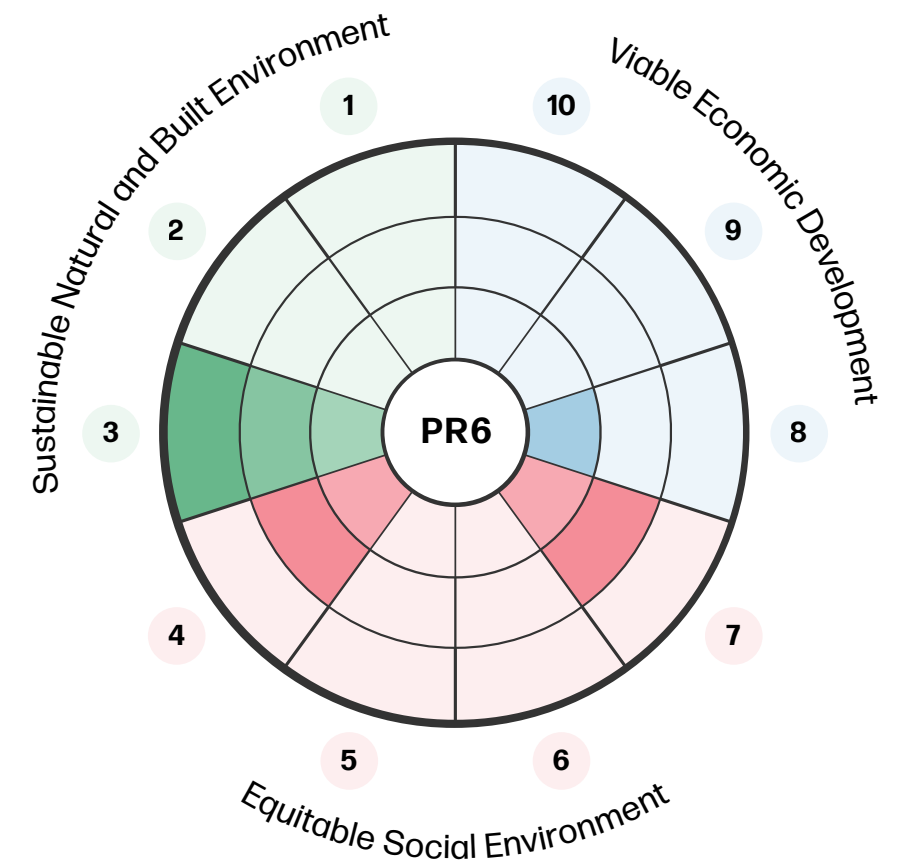 Sustainable Natural and Built Environment
Viable Economic Development
1
10
2
9
3
PR6
8
4
7
5
6
Equitable Social Environment